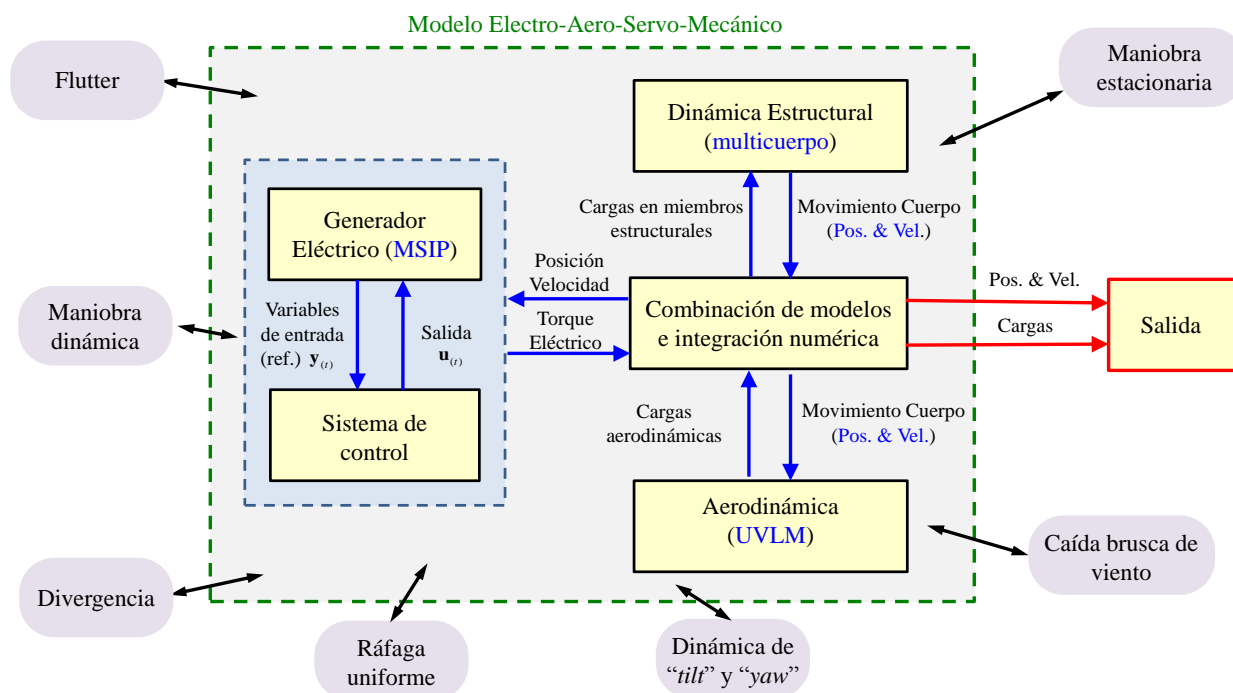 Modelo Electro-Aero-Servo-Mecánico
Flutter
Maniobra
estacionaria
Dinámica Estructural
(multicuerpo)
Generador
Eléctrico (MSIP)
Cargas en miembros
estructurales
Movimiento Cuerpo
(Pos. & Vel.)
Posición
Velocidad
Pos. & Vel.
Maniobra
dinámica
Variables
de entrada
(ref.) y(t)
Salida
u(t)
Torque
Eléctrico
Combinación de modelos
e integración numérica
Cargas
Salida
Sistema de
control
Cargas
aerodinámicas
Movimiento Cuerpo
(Pos. & Vel.)
Aerodinámica
(UVLM)
Caída brusca de
viento
Divergencia
Ráfaga
uniforme
Dinámica de
“tilt” y “yaw”